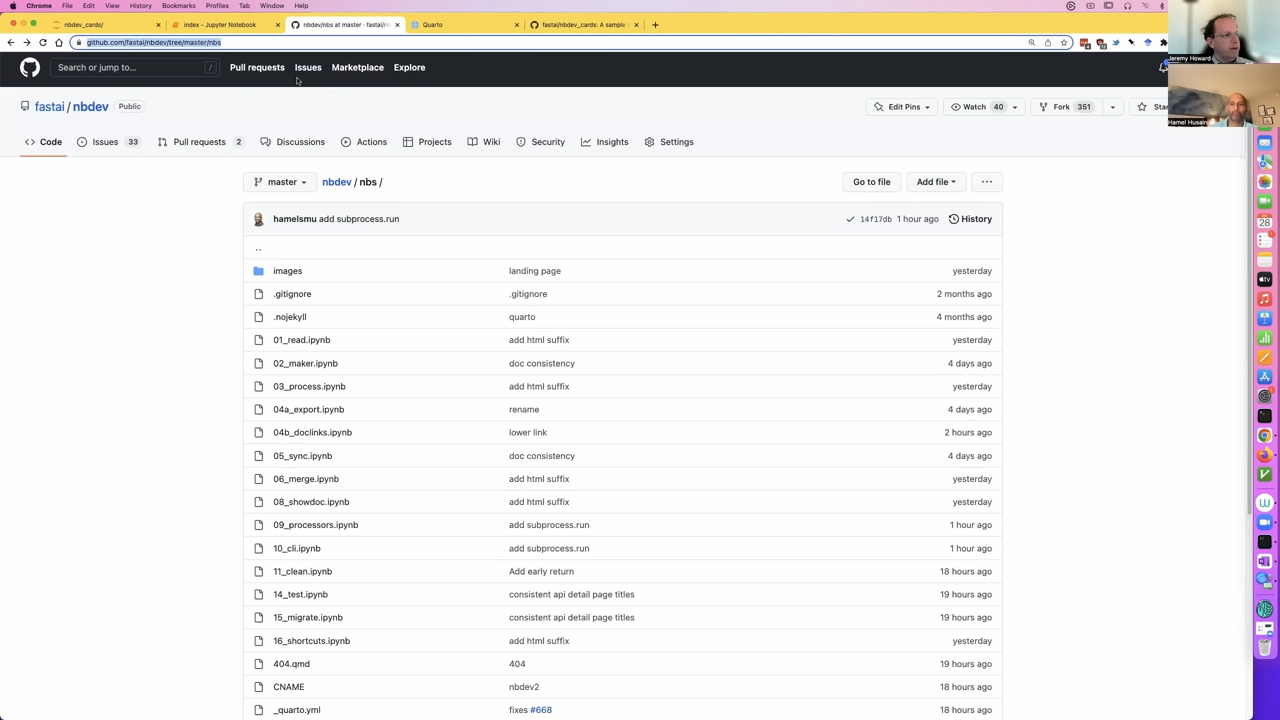 Chrome File Edit View History Bookmarks Profiles Tab Window Help
nbdev_cards/
index - Jupyter Notebook
nbdev/nbs at master · fastai/nb
Quarto
fastai/nbdev_cards: A sample
github.com/fastai/nbdev/tree/master/nbs
Search or jump to... /
Pull requests Issues Marketplace Explore
Jeremy Howard
Hamel Husain
fastai / nbdev Public
Edit Pins Watch 40 Fork 351 Star
Code Issues 33 Pull requests 2 Discussions Actions Projects Wiki Security Insights Settings
master nbdev / nbs / Go to file Add file ...
hamelsmu add subprocess.run 14f17db 1 hour ago History
..
images landing page yesterday
.gitignore .gitignore 2 months ago
.nojekyll quarto 4 months ago
01_read.ipynb add html suffix yesterday
02_maker.ipynb doc consistency 4 days ago
03_process.ipynb add html suffix yesterday
04a_export.ipynb rename 4 days ago
04b_doclinks.ipynb lower link 2 hours ago
05_sync.ipynb doc consistency 4 days ago
06_merge.ipynb add html suffix yesterday
08_showdoc.ipynb add html suffix yesterday
09_processors.ipynb add subprocess.run 1 hour ago
10_cli.ipynb add subprocess.run 1 hour ago
11_clean.ipynb Add early return 18 hours ago
14_test.ipynb consistent api detail page titles 19 hours ago
15_migrate.ipynb consistent api detail page titles 19 hours ago
16_shortcuts.ipynb add html suffix yesterday
404.qmd 404 19 hours ago
CNAME nbdev2 18 hours ago
_quarto.yml fixes #668 18 hours ago
28